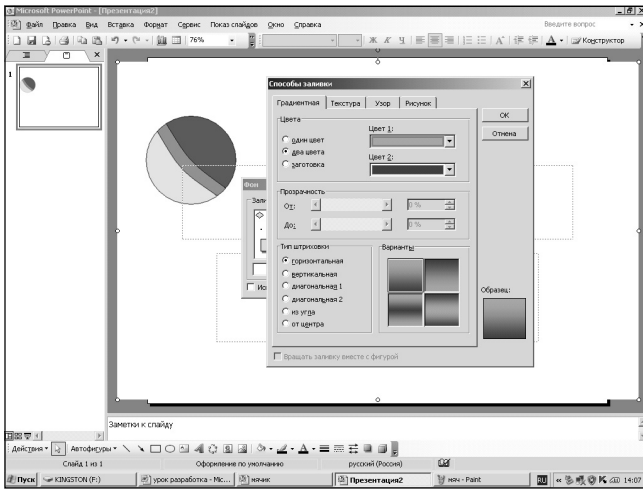 Microsoft PowerPoint - [Презентация2]
Файл Правка Вид Вставка Формат Сервис Показ слайдов Окно Справка
Введите вопрос
76%
Ж К Ч
Конструктор
1
Способы заливки
Градиентная Текстура Узор Рисунок
ОК
Отмена
Цвета
один цвет
два цвета
заготовка
Цвет 1:
Цвет 2:
Фон
Зали
Прозрачность
От: 0 %
До: 0 %
Тип штриховки
горизонтальная
вертикальная
диагональная 1
диагональная 2
из угла
от центра
Варианты
Образец:
Ис
Вращать заливку вместе с фигурой
Заметки к слайду
Действия Автофигуры
Слайд 1 из 1 Оформление по умолчанию русский (Россия)
Пуск KINGSTON (F:) урок разработка - Mic... мячик Презентация2 мяч - Paint RU 14:07